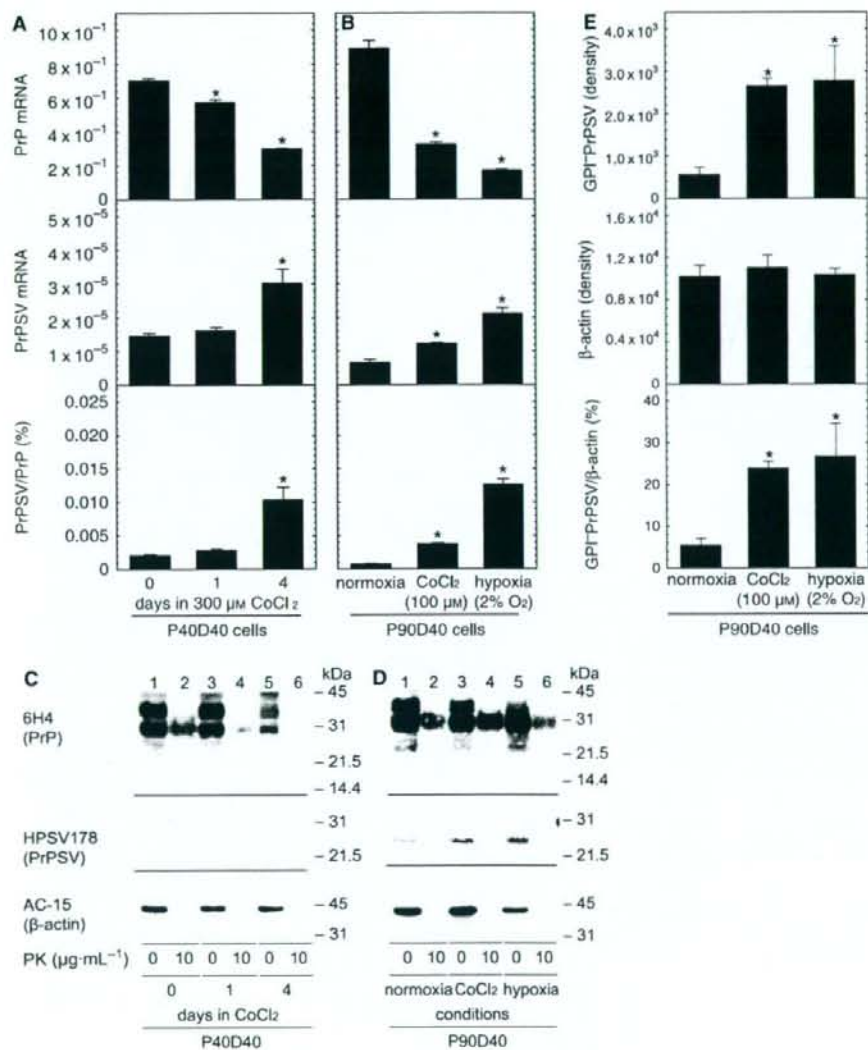 A
PrP mRNA
10 x 10⁻¹
8 x 10⁻¹
6 x 10⁻¹
4 x 10⁻¹
2 x 10⁻¹
0
* *
PrPSV mRNA
5 x 10⁻⁵
4 x 10⁻⁵
3 x 10⁻⁵
2 x 10⁻⁵
1 x 10⁻⁵
0
*
PrPSV/PrP (%)
0.025
0.020
0.015
0.010
0.005
0
*
0 1 4
days in 300 µM CoCl₂
P40D40 cells
B
* *
* *
* *
normoxia CoCl₂ hypoxia
(100 µM) (2% O₂)
P90D40 cells
E
GPI⁻PrPSV (density)
4.0 x 10³
3.0 x 10³
2.0 x 10³
1.0 x 10³
0
* *
β-actin (density)
1.6 x 10⁴
1.2 x 10⁴
0.8 x 10⁴
0.4 x 10⁴
0
GPI⁻PrPSV/β-actin (%)
40
30
20
10
0
* *
normoxia CoCl₂ hypoxia
(100 µM) (2% O₂)
P90D40 cells
C
1 2 3 4 5 6 kDa
6H4
(PrP)
– 45
– 31
– 21.5
– 14.4
HPSV178
(PrPSV)
– 31
– 21.5
AC-15
(β-actin)
– 45
– 31
PK (µg·mL⁻¹) 0 10 0 10 0 10
0 1 4
days in CoCl₂
P40D40
D
1 2 3 4 5 6 kDa
– 45
– 31
– 21.5
– 14.4
– 31
– 21.5
– 45
– 31
0 10 0 10 0 10
normoxia CoCl₂ hypoxia
conditions
P90D40